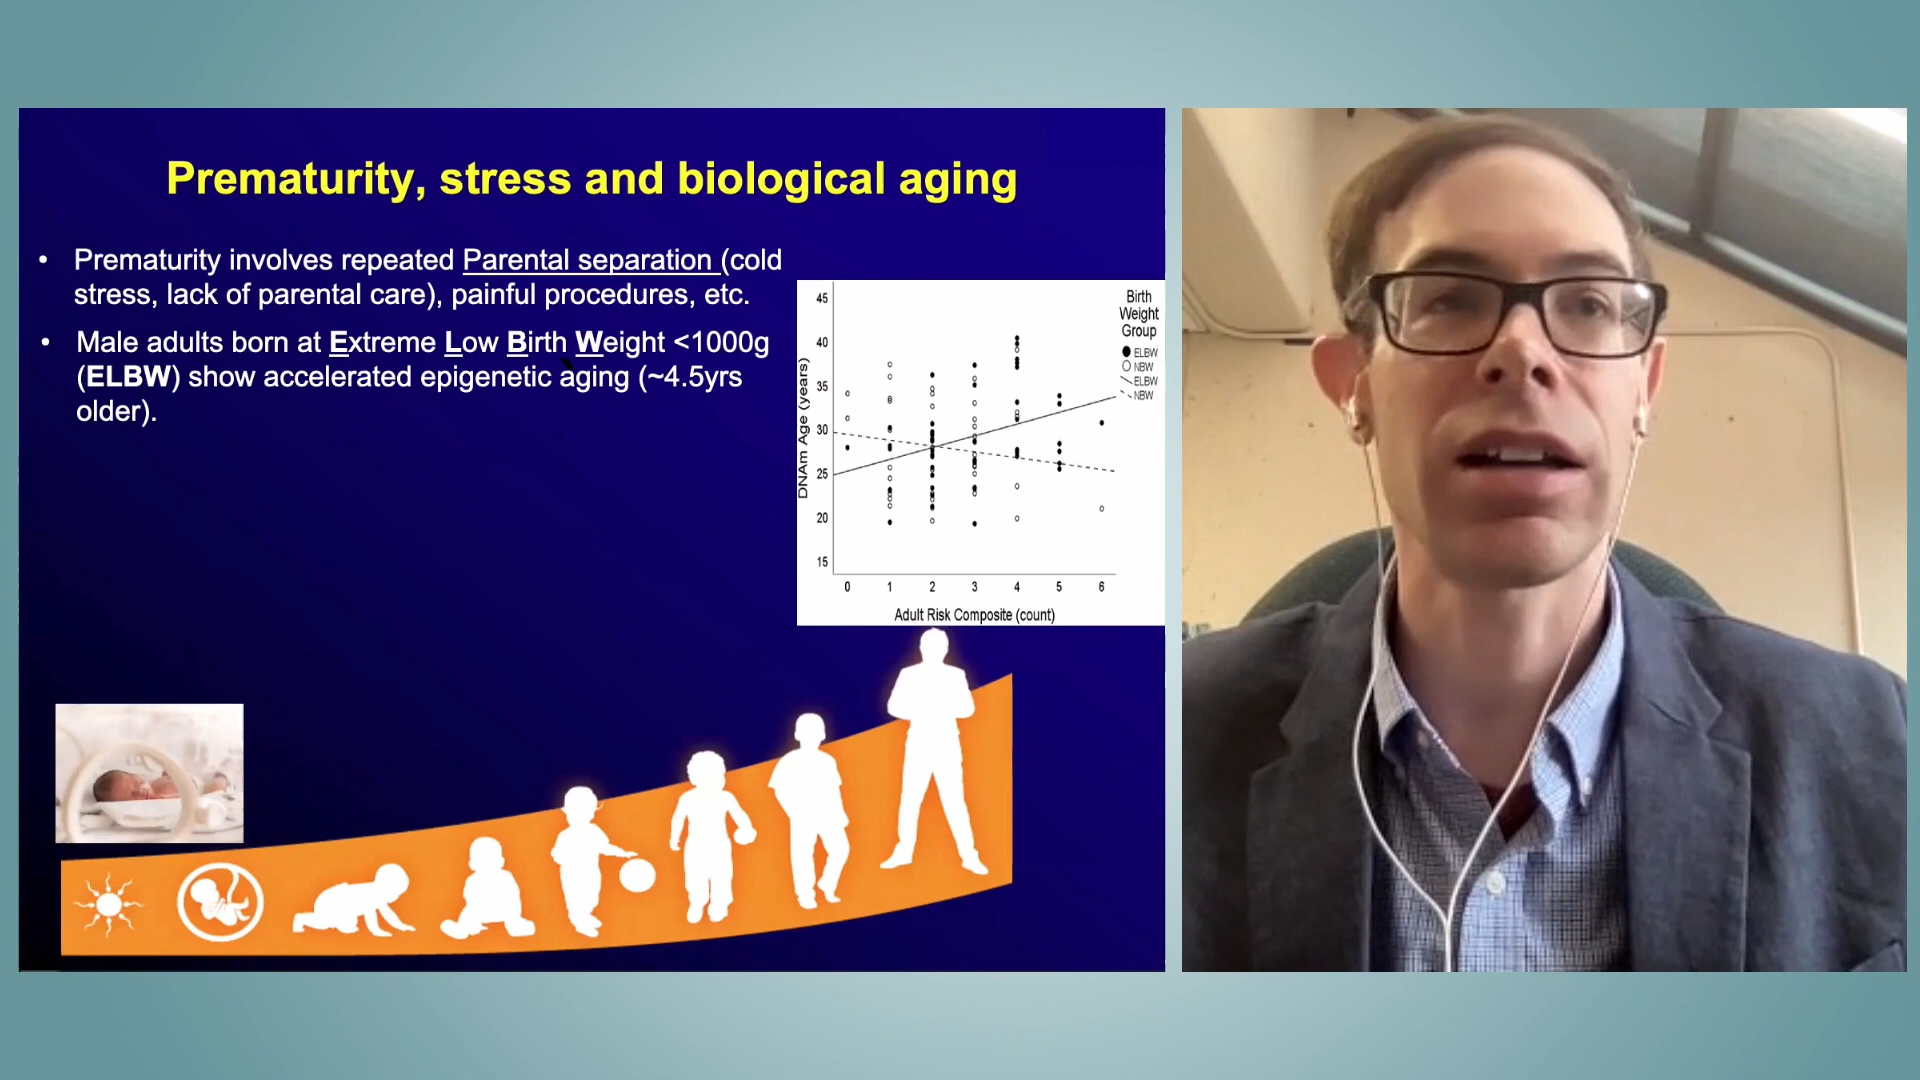 Prematurity, stress and biological aging
• Prematurity involves repeated Parental separation (cold
stress, lack of parental care), painful procedures, etc.
• Male adults born at Extreme Low Birth Weight <1000g
(ELBW) show accelerated epigenetic aging (~4.5yrs
older).
Birth
Weight
Group
ELBW
NBW
ELBW
NBW
DNAm Age (years)
45
40
35
30
25
20
15
0 1 2 3 4 5 6
Adult Risk Composite (count)